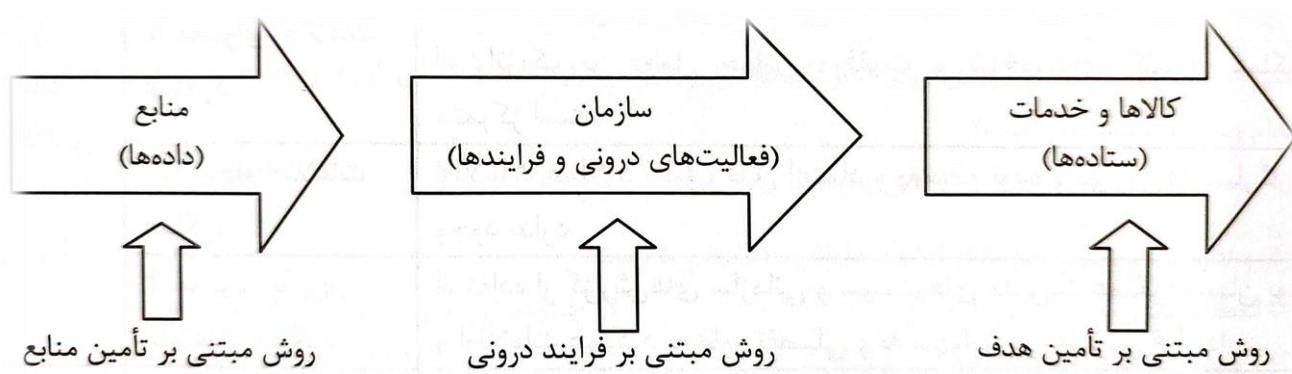 منابع
(داده‌ها)
سازمان
(فعالیت‌های درونی و فرایندها)
کالاها و خدمات
(ستاده‌ها)
روش مبتنی بر تأمین منابع
روش مبتنی بر فرایند درونی
روش مبتنی بر تأمین هدف